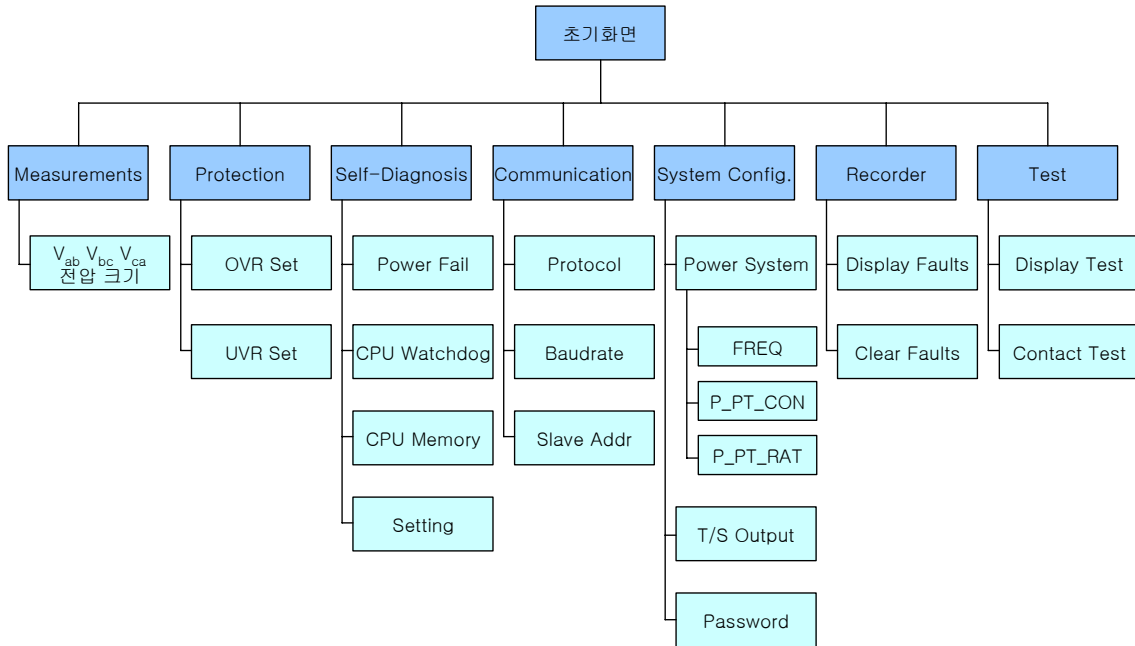 초기화면
Measurements
Protection
Self-Diagnosis
Communication
System Config.
Recorder
Test
Vab Vbc Vca
전압 크기
OVR Set
Power Fail
Protocol
Power System
Display Faults
Display Test
UVR Set
CPU Watchdog
Baudrate
FREQ
Clear Faults
Contact Test
P_PT_CON
CPU Memory
Slave Addr
P_PT_RAT
Setting
T/S Output
Password